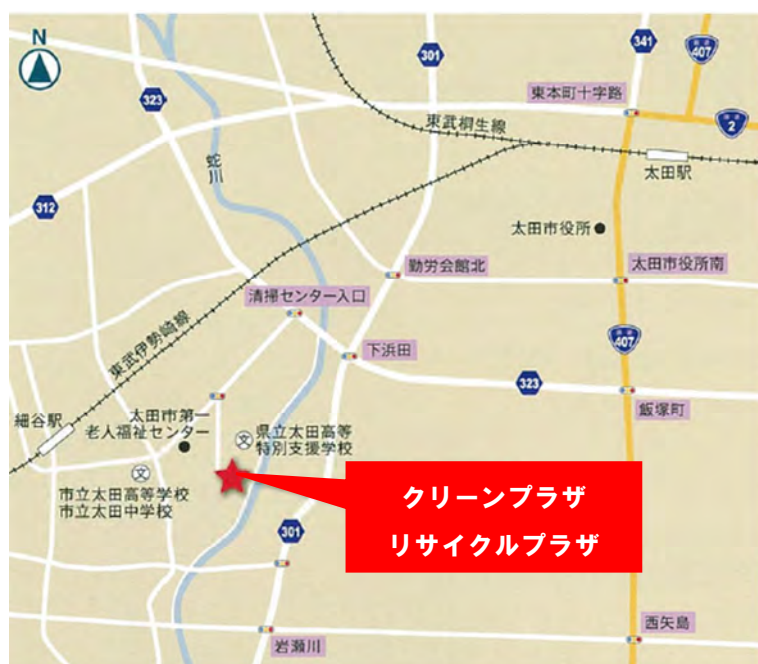 N
301
341
407
323
東本町十字路
2
東武桐生線
蛇川
太田駅
312
太田市役所
勤労会館北
太田市役所南
清掃センター入口
東武伊勢崎線
407
下浜田
323
飯塚町
細谷駅
太田市第一
老人福祉センター
文
県立太田高等
特別支援学校
文
市立太田高等学校
市立太田中学校
クリーンプラザ
リサイクルプラザ
301
岩瀬川
西矢島